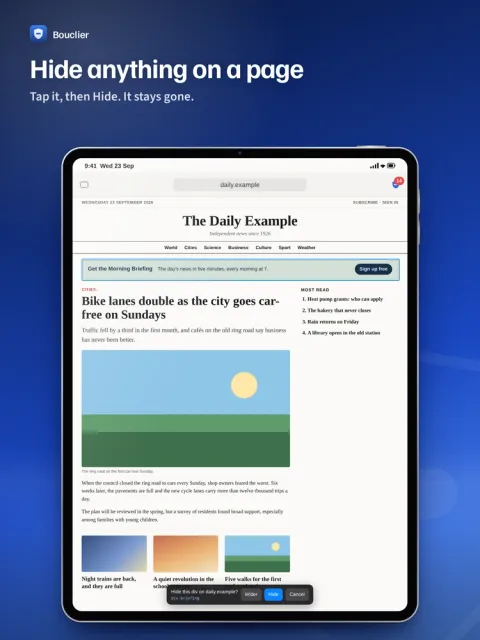 Bouclier
Hide anything on a page
Tap it, then Hide. It stays gone.
9:41 Wed 23 Sep
daily.example
14
WEDNESDAY 23 SEPTEMBER 2026
SUBSCRIBE · SIGN IN
The Daily Example
Independent news since 1926
World Cities Science Business Culture Sport Weather
Get the Morning Briefing The day's news in five minutes, every morning at 7. Sign up free
CITIES
Bike lanes double as the city goes car-
free on Sundays
Traffic fell by a third in the first month, and cafés on the old ring road say business
has never been better.
The ring road on the first car-free Sunday.
When the council closed the ring road to cars every Sunday, shop owners feared the worst. Six
weeks later, the pavements are full and the new cycle lanes carry more than twelve thousand trips a
day.
The plan will be reviewed in the spring, but a survey of residents found broad support, especially
among families with young children.
MOST READ
1. Heat pump grants: who can apply
2. The bakery that never closes
3. Rain returns on Friday
4. A library opens in the old station
Night trains are back,
and they are full
A quiet revolution in the
school
Five walks for the first
Hide this div on daily.example?
div.briefing
Wider Hide Cancel